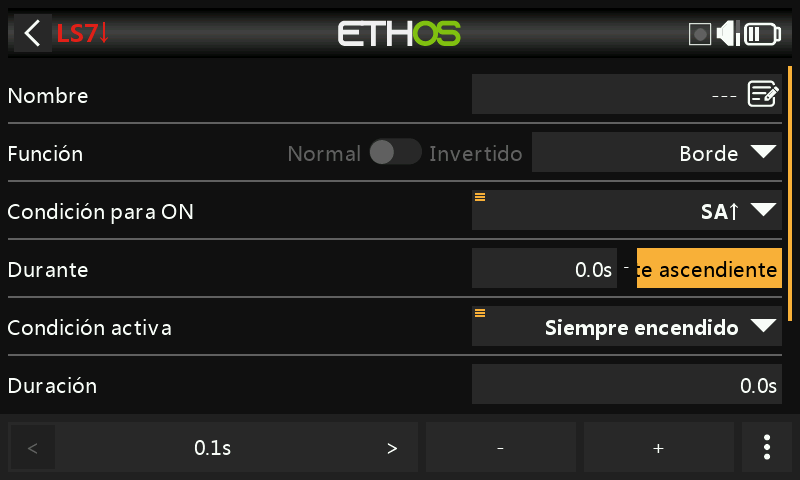 LS7↓ ETHOS
Nombre ---
Función Normal Invertido Borde
Condición para ON SA↑
Durante 0.0s - te ascendiente
Condición activa Siempre encendido
Duración 0.0s
< 0.1s > - +